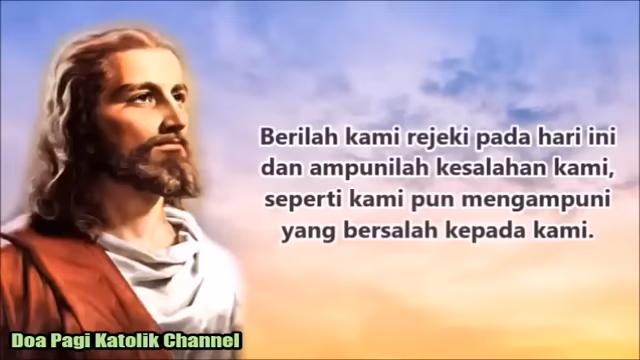 Berilah kami rejeki pada hari ini
dan ampunilah kesalahan kami,
seperti kami pun mengampuni
yang bersalah kepada kami.
Doa Pagi Katolik Channel